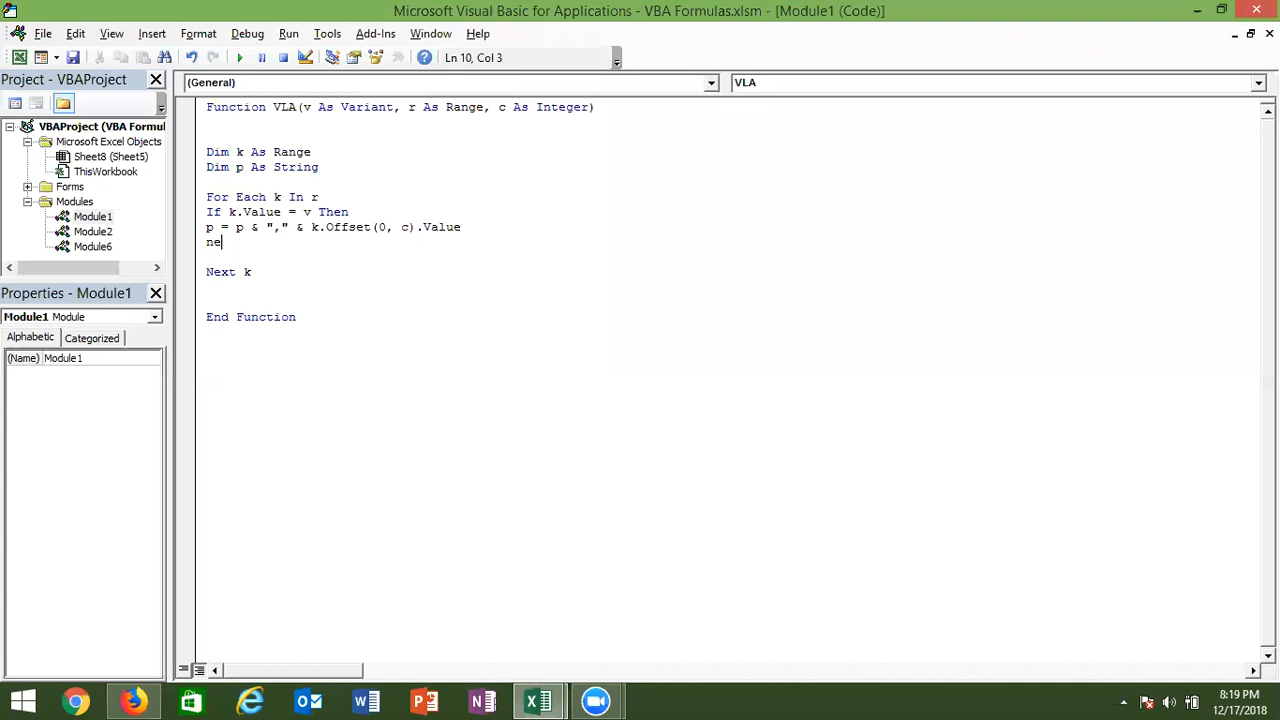 Microsoft Visual Basic for Applications - VBA Formulas.xlsm - [Module1 (Code)]
File Edit View Insert Format Debug Run Tools Add-Ins Window Help
Ln 10, Col 3
Project - VBAProject
(General)
VLA
VBAProject (VBA Formul
Microsoft Excel Objects
Sheet8 (Sheet5)
ThisWorkbook
Forms
Modules
Module1
Module2
Module6
Properties - Module1
Module1 Module
Alphabetic Categorized
(Name) Module1
Function VLA(v As Variant, r As Range, c As Integer)
Dim k As Range
Dim p As String
For Each k In r
If k.Value = v Then
p = p & "," & k.Offset(0, c).Value
ne
Next k
End Function
8:19 PM
12/17/2018